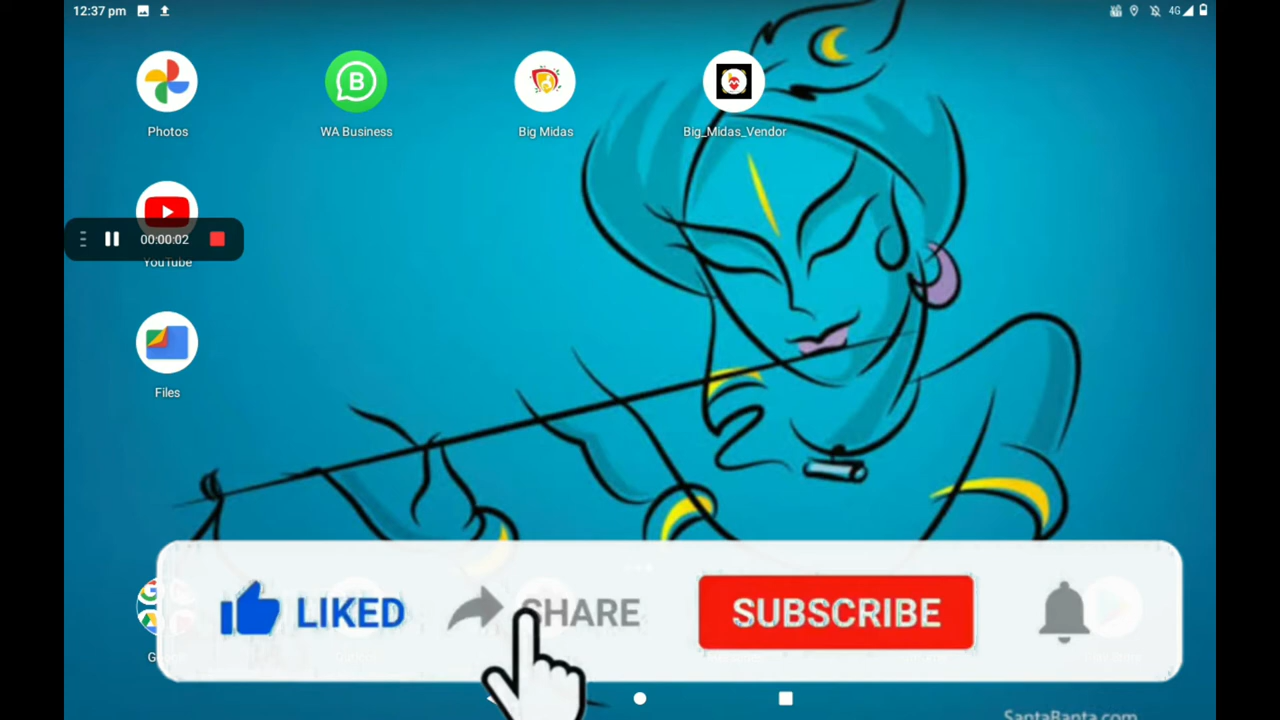 12:37 pm
4G
Photos
WA Business
Big Midas
Big_Midas_Vendor
00:00:02
YouTube
Files
LIKED
SHARE
SUBSCRIBE
SantaBanta.com